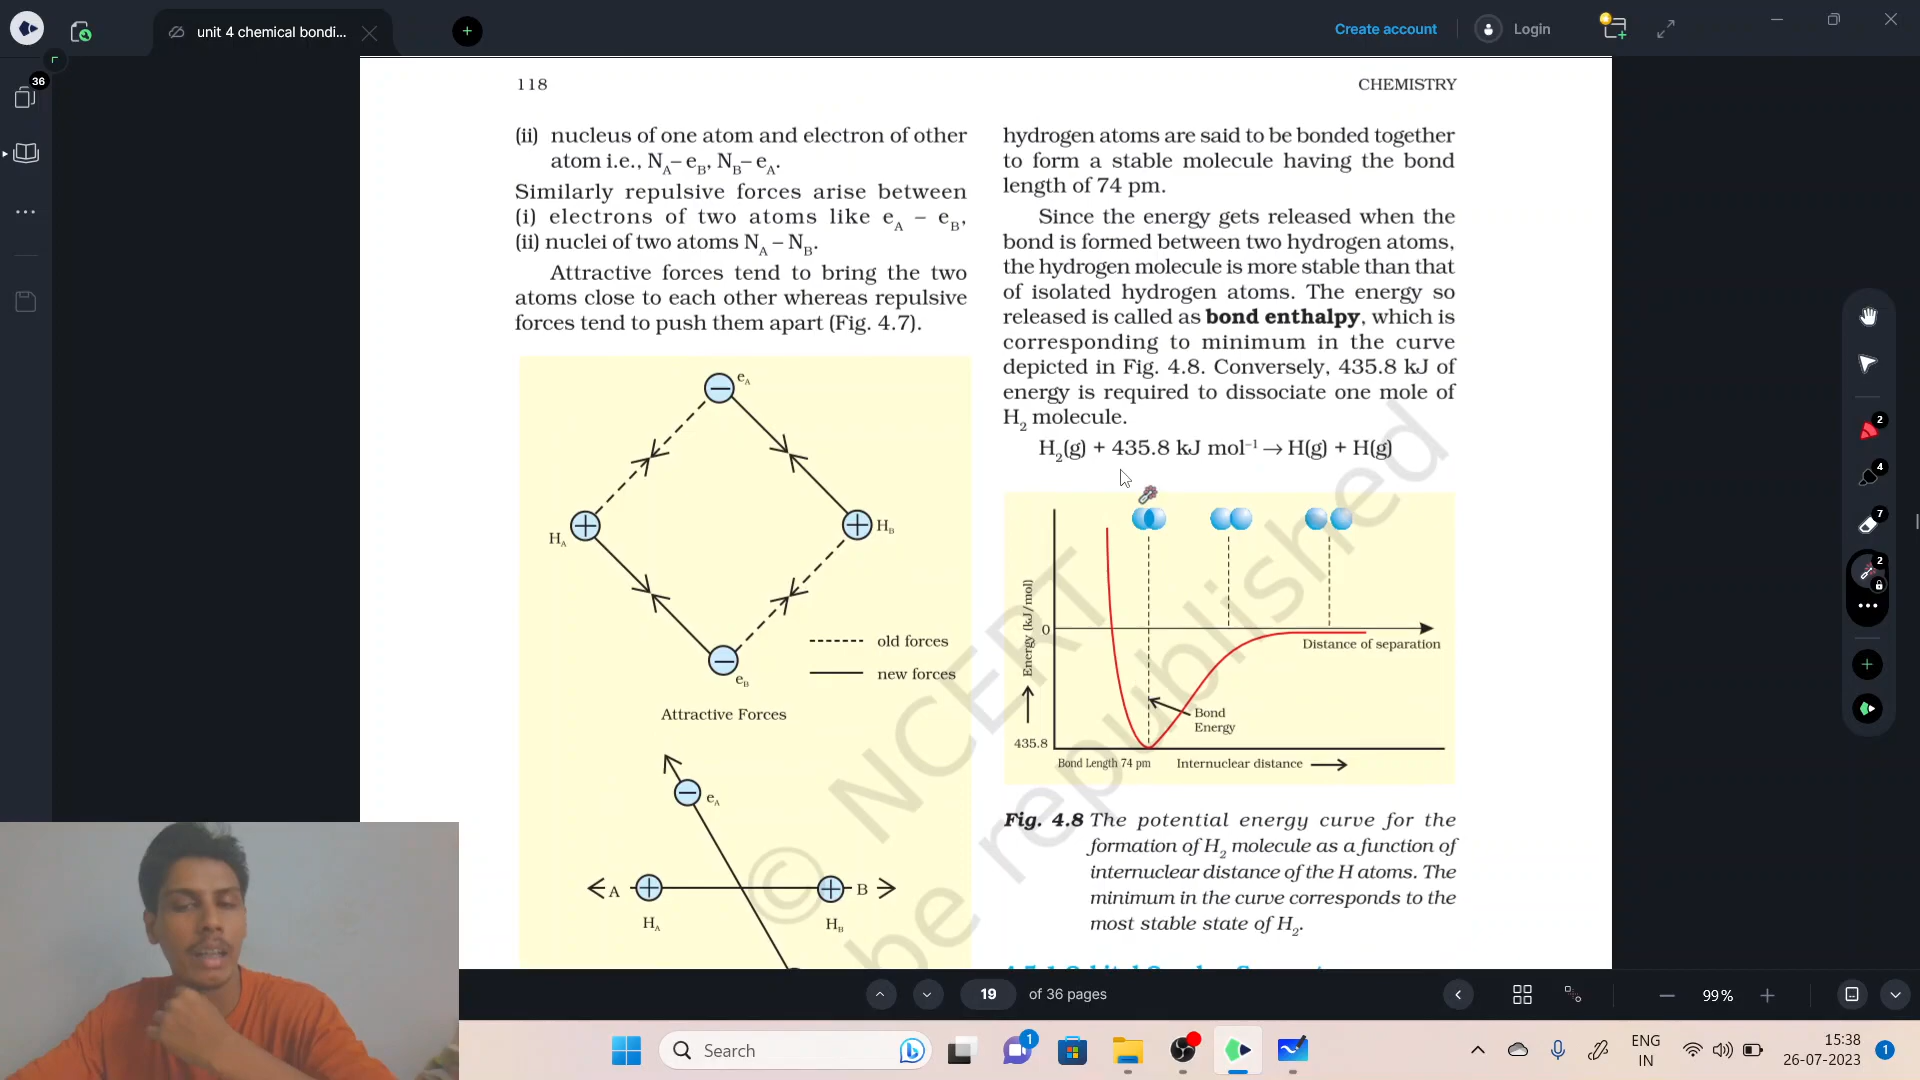 unit 4 chemical bondi...
Create account
Login
36
118
CHEMISTRY
(ii) nucleus of one atom and electron of other
atom i.e., NA – eB, NB – eA.
Similarly repulsive forces arise between
(i) electrons of two atoms like eA – eB,
(ii) nuclei of two atoms NA – NB.
Attractive forces tend to bring the two
atoms close to each other whereas repulsive
forces tend to push them apart (Fig. 4.7).
eA
HA
HB
eB
old forces
new forces
Attractive Forces
eA
A
B
HA
HB
hydrogen atoms are said to be bonded together
to form a stable molecule having the bond
length of 74 pm.
Since the energy gets released when the
bond is formed between two hydrogen atoms,
the hydrogen molecule is more stable than that
of isolated hydrogen atoms. The energy so
released is called as bond enthalpy, which is
corresponding to minimum in the curve
depicted in Fig. 4.8. Conversely, 435.8 kJ of
energy is required to dissociate one mole of
H2 molecule.
H2(g) + 435.8 kJ mol–1 → H(g) + H(g)
Energy (kJ/mol)
0
Distance of separation
Bond
Energy
435.8
Bond Length 74 pm
Internuclear distance
Fig. 4.8 The potential energy curve for the
formation of H2 molecule as a function of
internuclear distance of the H atoms. The
minimum in the curve corresponds to the
most stable state of H2.
© NCERT
be republished
2
4
7
2
19
of 36 pages
99%
Search
1
ENG
IN
15:38
26-07-2023
1